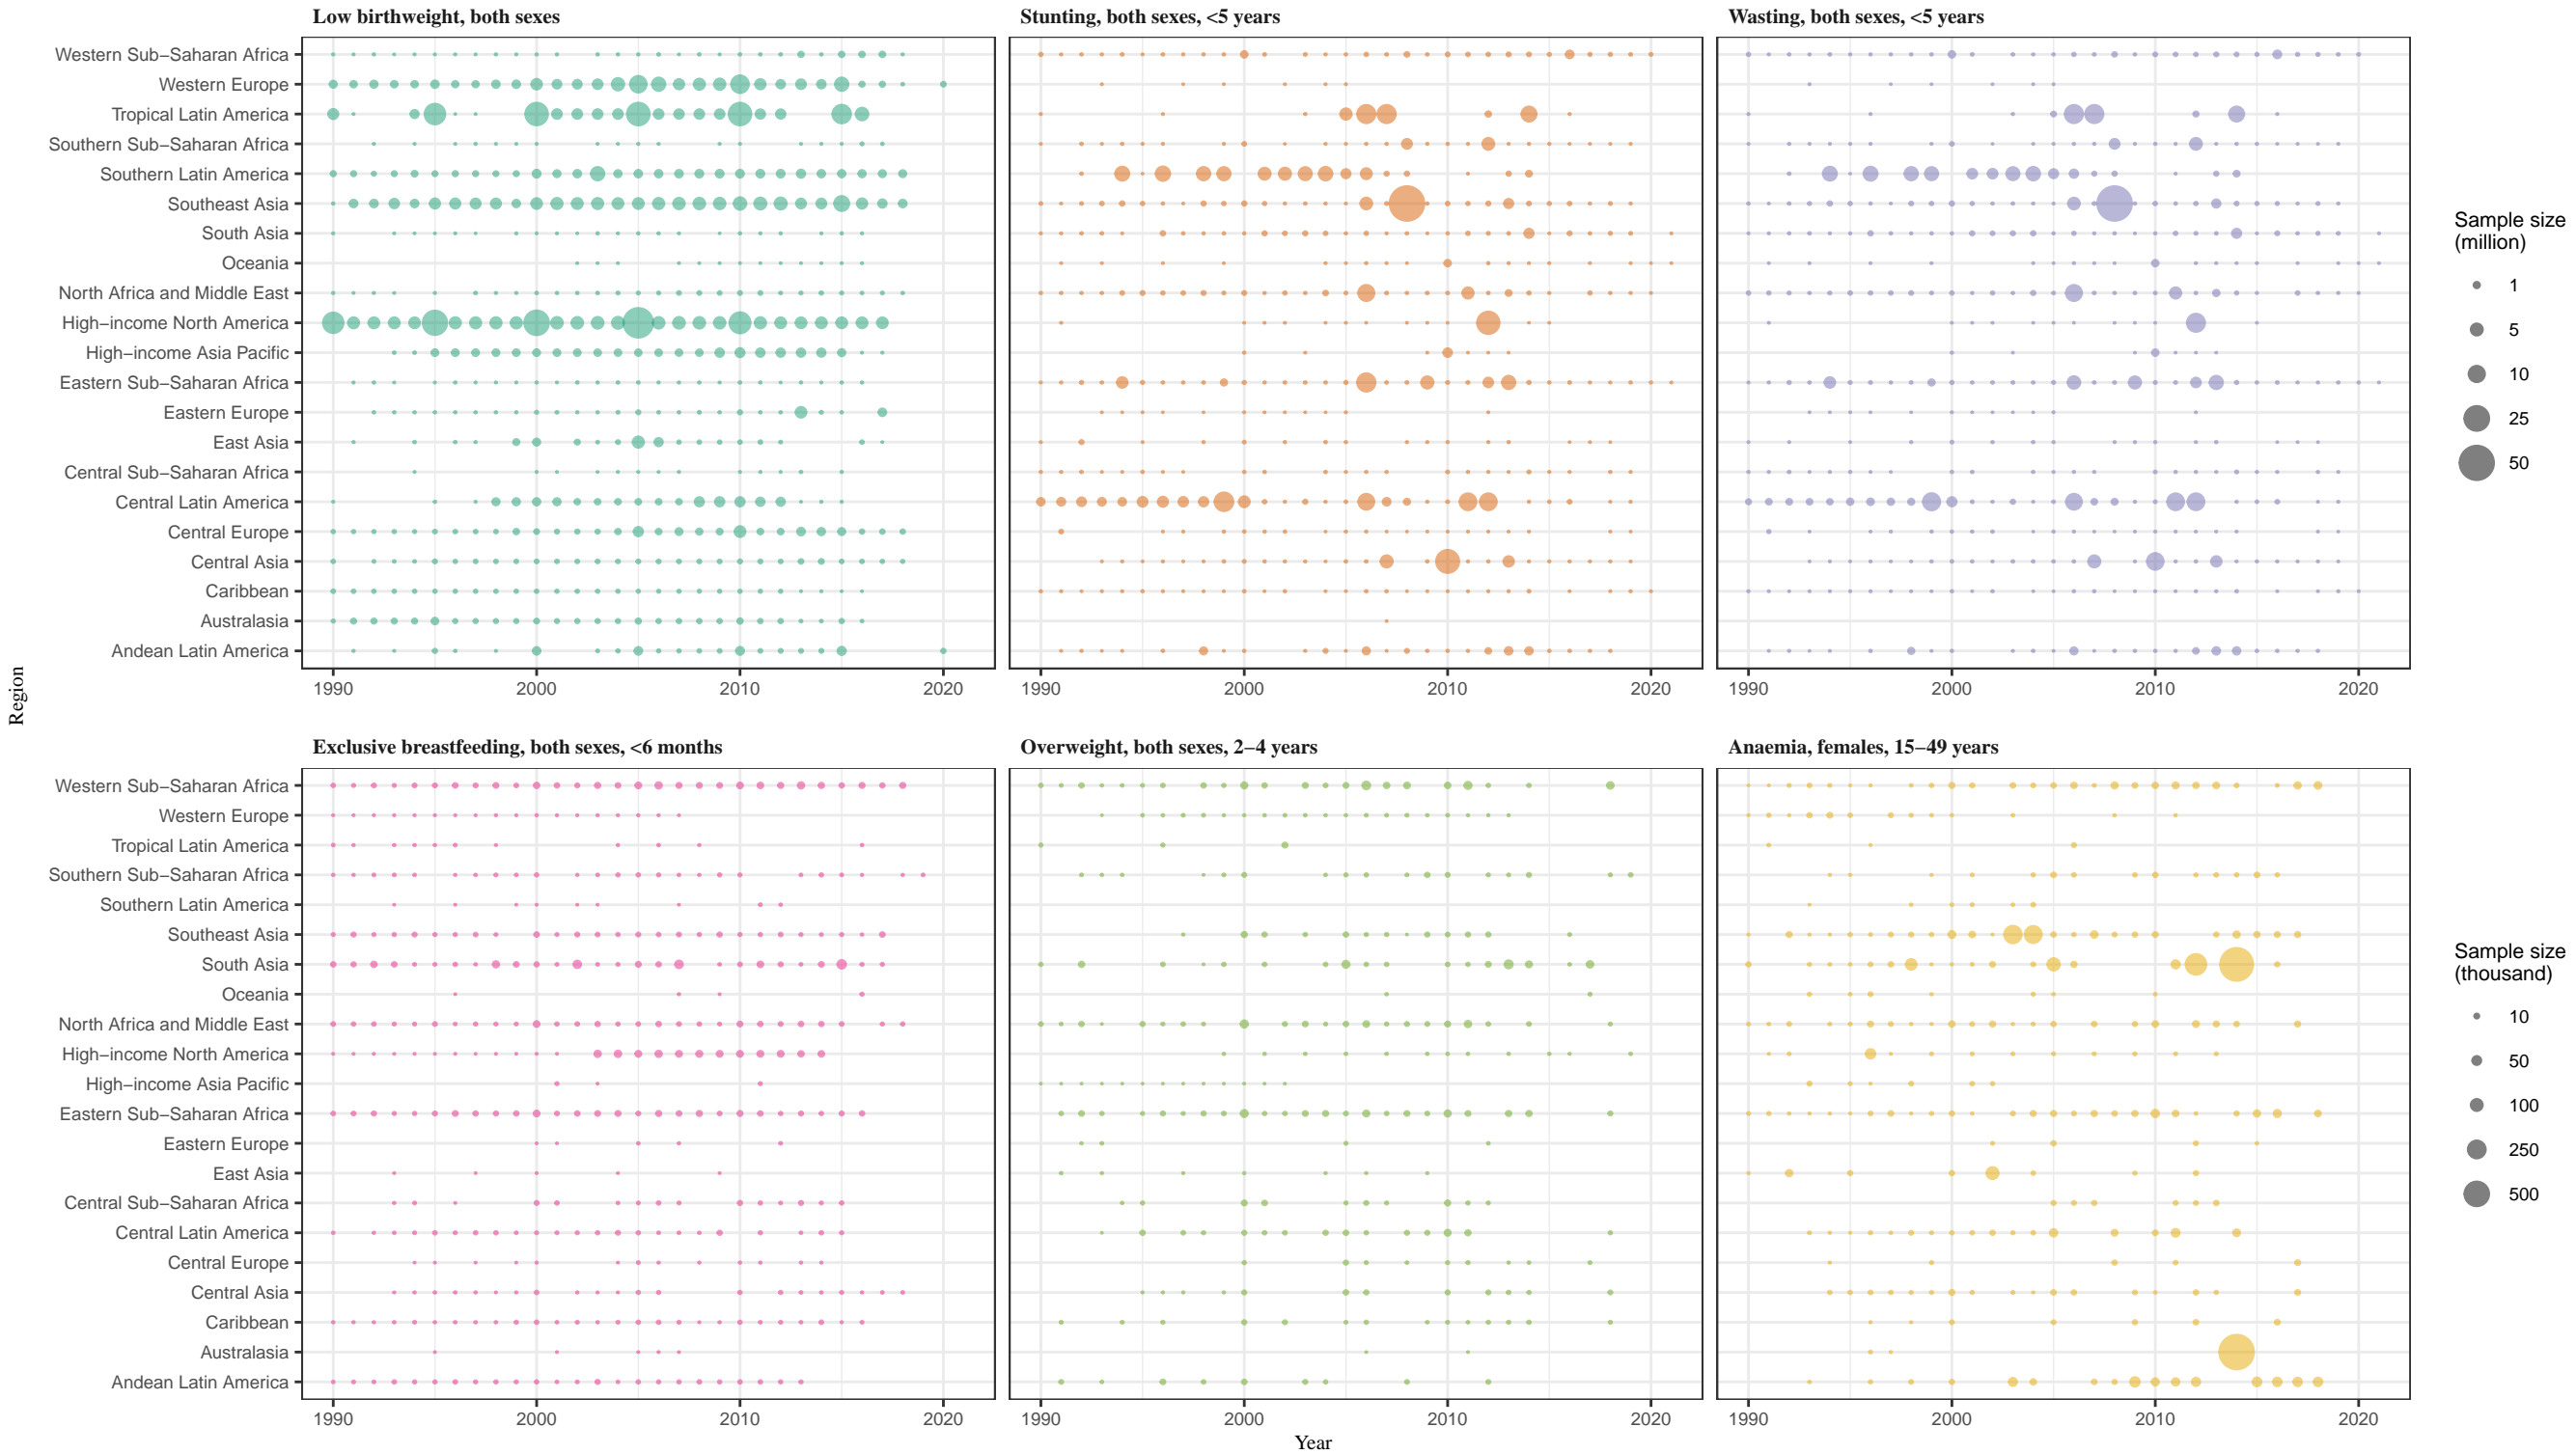 Low birthweight, both sexes
Stunting, both sexes, <5 years
Wasting, both sexes, <5 years
Western Sub−Saharan Africa
Western Europe
Tropical Latin America
Southern Sub−Saharan Africa
Southern Latin America
Southeast Asia
South Asia
Oceania
North Africa and Middle East
High−income North America
High−income Asia Pacific
Eastern Sub−Saharan Africa
Eastern Europe
East Asia
Central Sub−Saharan Africa
Central Latin America
Central Europe
Central Asia
Caribbean
Australasia
Andean Latin America
1990 2000 2010 2020
1990 2000 2010 2020
1990 2000 2010 2020
Sample size
(million)
1
5
10
25
50
Region
Exclusive breastfeeding, both sexes, <6 months
Overweight, both sexes, 2−4 years
Anaemia, females, 15−49 years
Western Sub−Saharan Africa
Western Europe
Tropical Latin America
Southern Sub−Saharan Africa
Southern Latin America
Southeast Asia
South Asia
Oceania
North Africa and Middle East
High−income North America
High−income Asia Pacific
Eastern Sub−Saharan Africa
Eastern Europe
East Asia
Central Sub−Saharan Africa
Central Latin America
Central Europe
Central Asia
Caribbean
Australasia
Andean Latin America
1990 2000 2010 2020
1990 2000 2010 2020
1990 2000 2010 2020
Sample size
(thousand)
10
50
100
250
500
Year